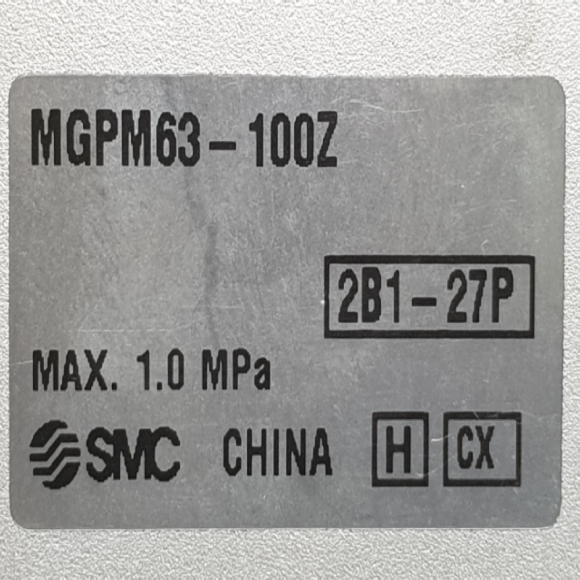 MGPM63-100Z
2B1-27P
MAX. 1.0 MPa
SMC CHINA H CX